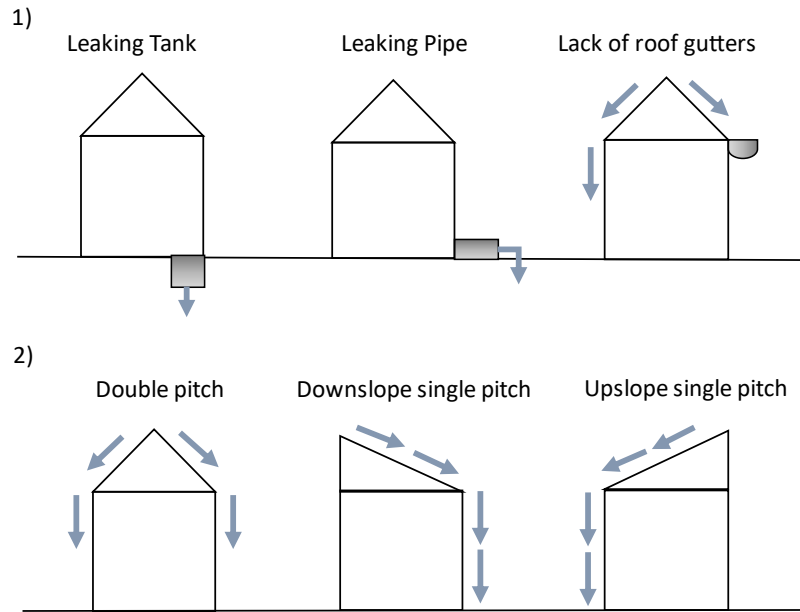 1)
Leaking Tank
Leaking Pipe
Lack of roof gutters
2)
Double pitch
Downslope single pitch
Upslope single pitch